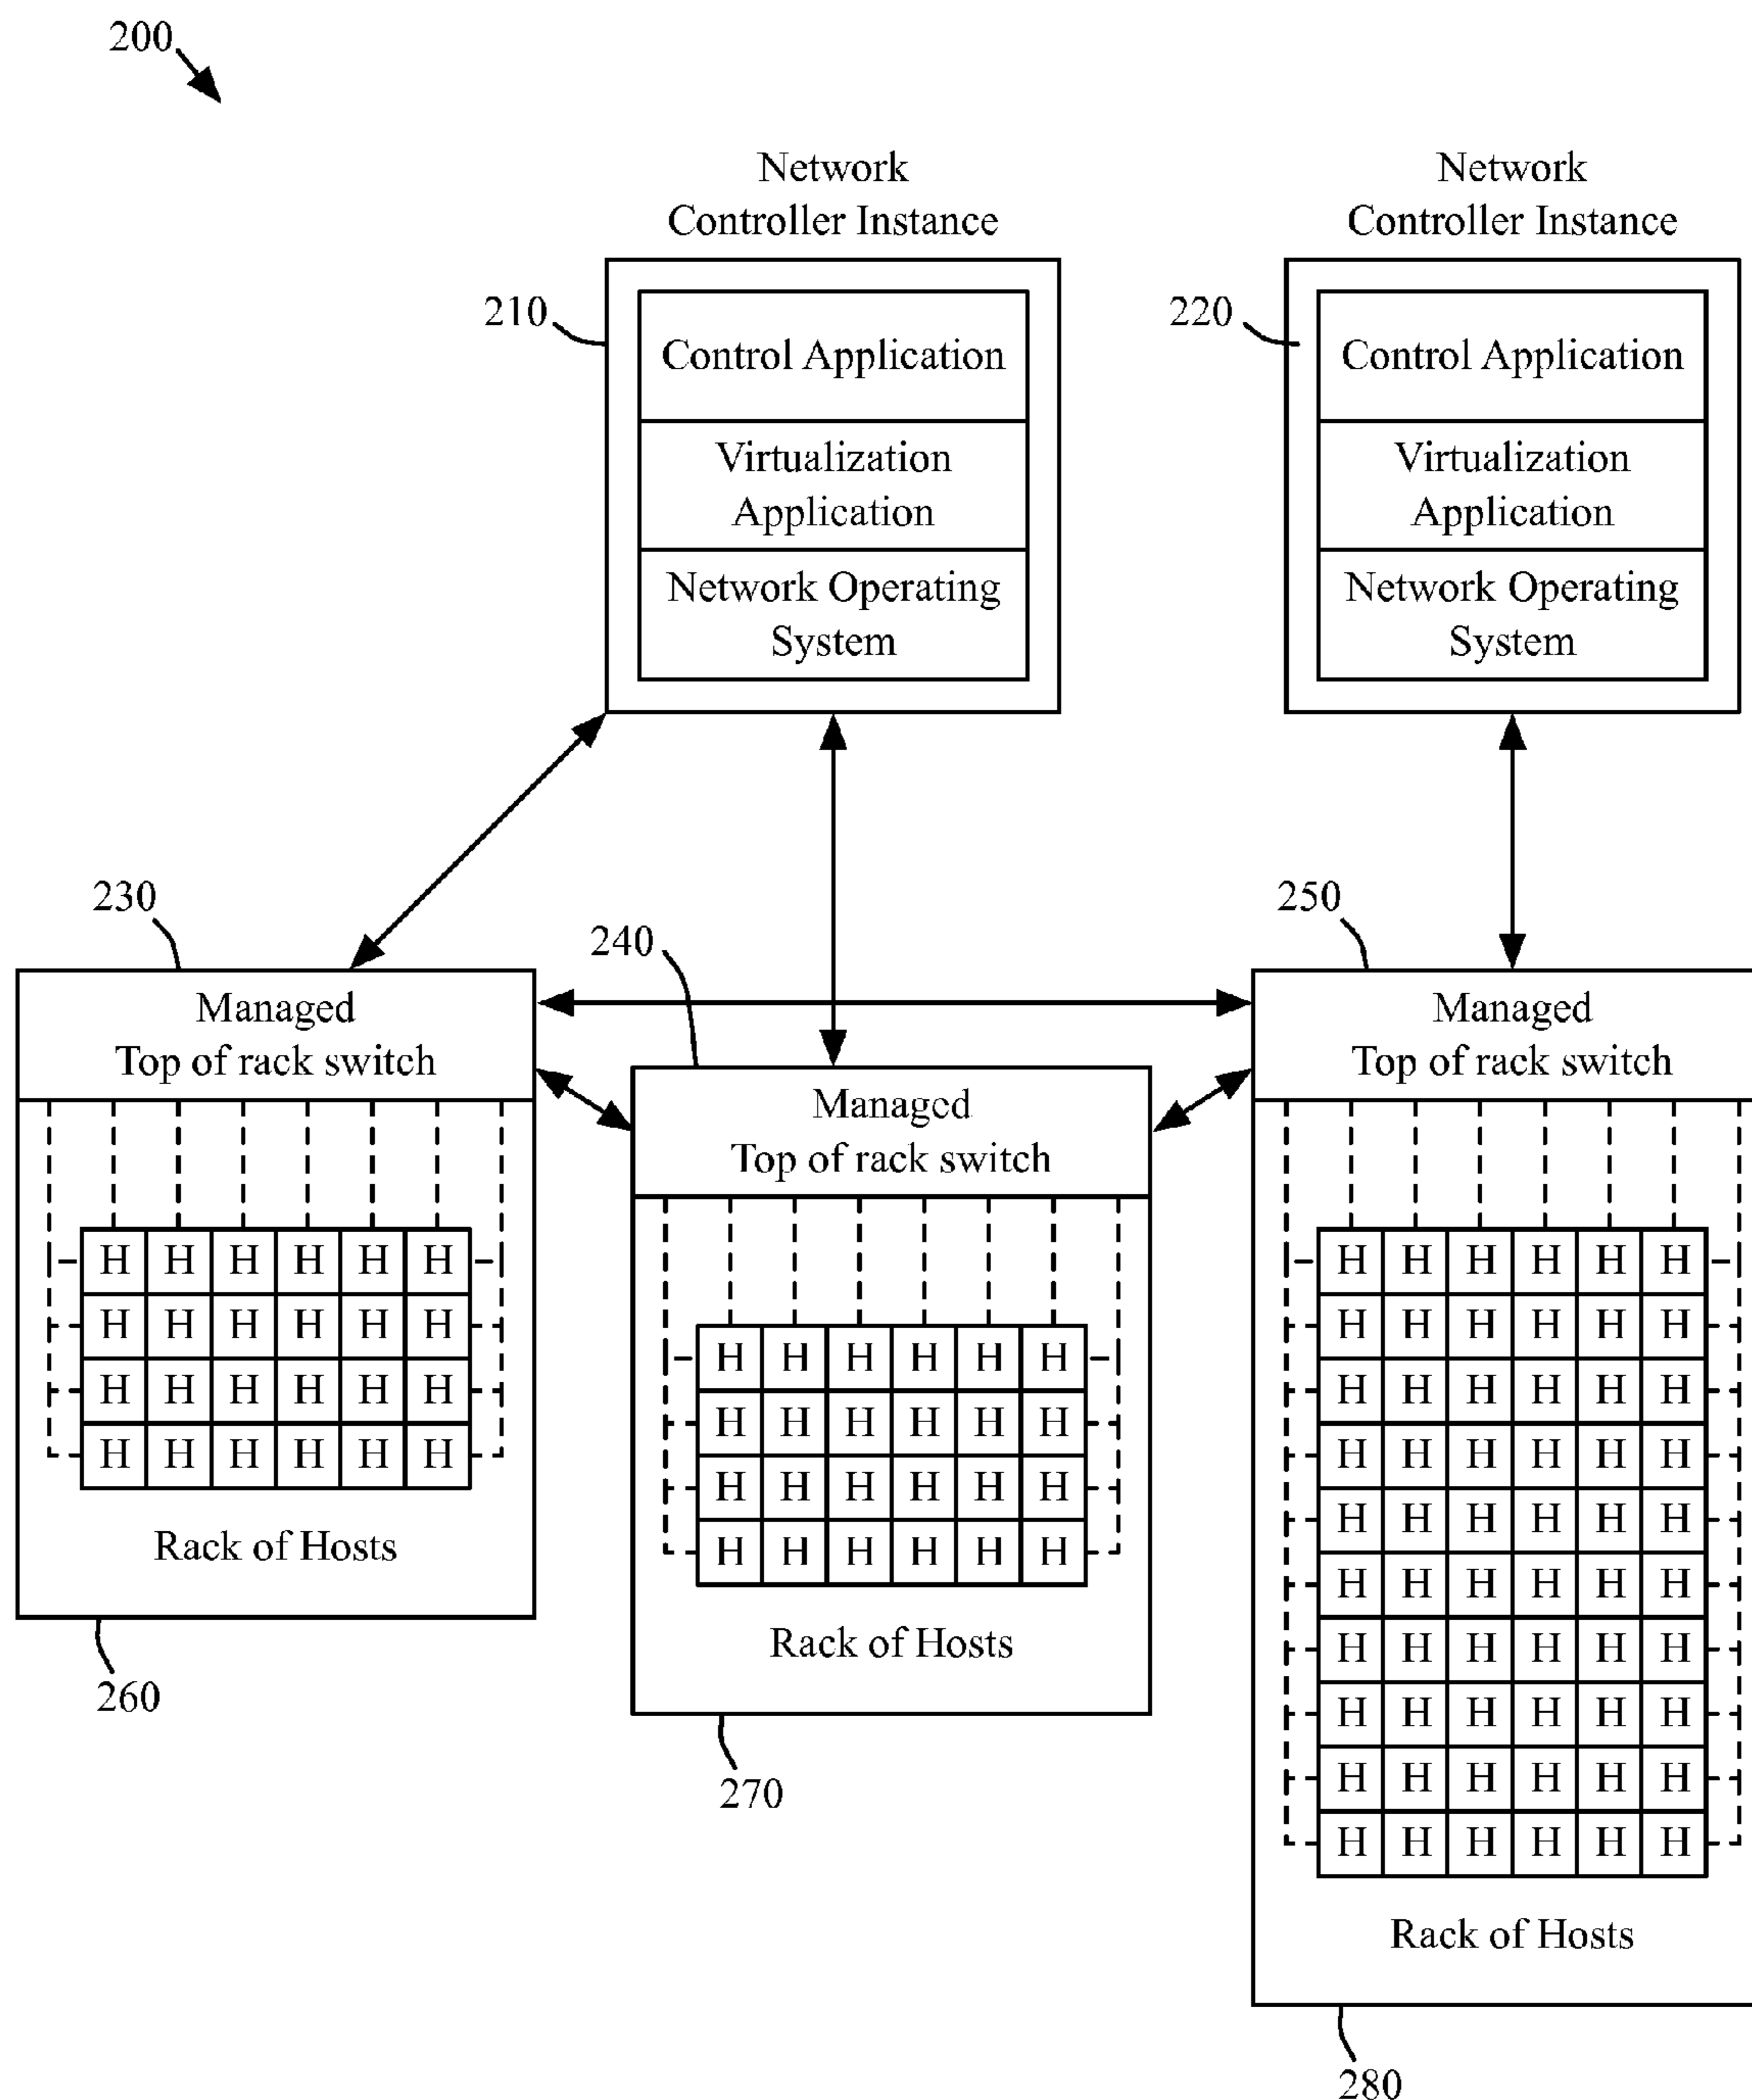 200
Network
Controller Instance
210
Control Application
Virtualization
Application
Network Operating
System
Network
Controller Instance
220
Control Application
Virtualization
Application
Network Operating
System
230
Managed
Top of rack switch
H H H H H H
H H H H H H
H H H H H H
H H H H H H
Rack of Hosts
260
240
Managed
Top of rack switch
H H H H H H
H H H H H H
H H H H H H
H H H H H H
Rack of Hosts
270
250
Managed
Top of rack switch
H H H H H H
H H H H H H
H H H H H H
H H H H H H
H H H H H H
H H H H H H
H H H H H H
H H H H H H
H H H H H H
H H H H H H
Rack of Hosts
280